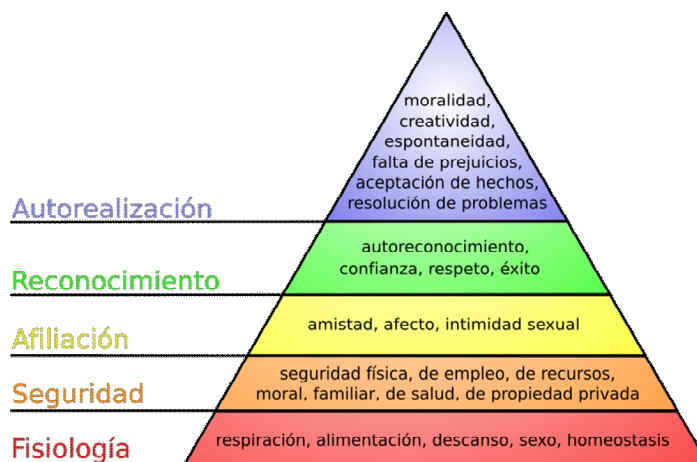 moralidad,
creatividad,
espontaneidad,
falta de prejuicios,
aceptación de hechos,
resolución de problemas
Autorealización
autoreconocimiento,
confianza, respeto, éxito
Reconocimiento
amistad, afecto, intimidad sexual
Afiliación
seguridad física, de empleo, de recursos,
moral, familiar, de salud, de propiedad privada
Seguridad
respiración, alimentación, descanso, sexo, homeostasis
Fisiología